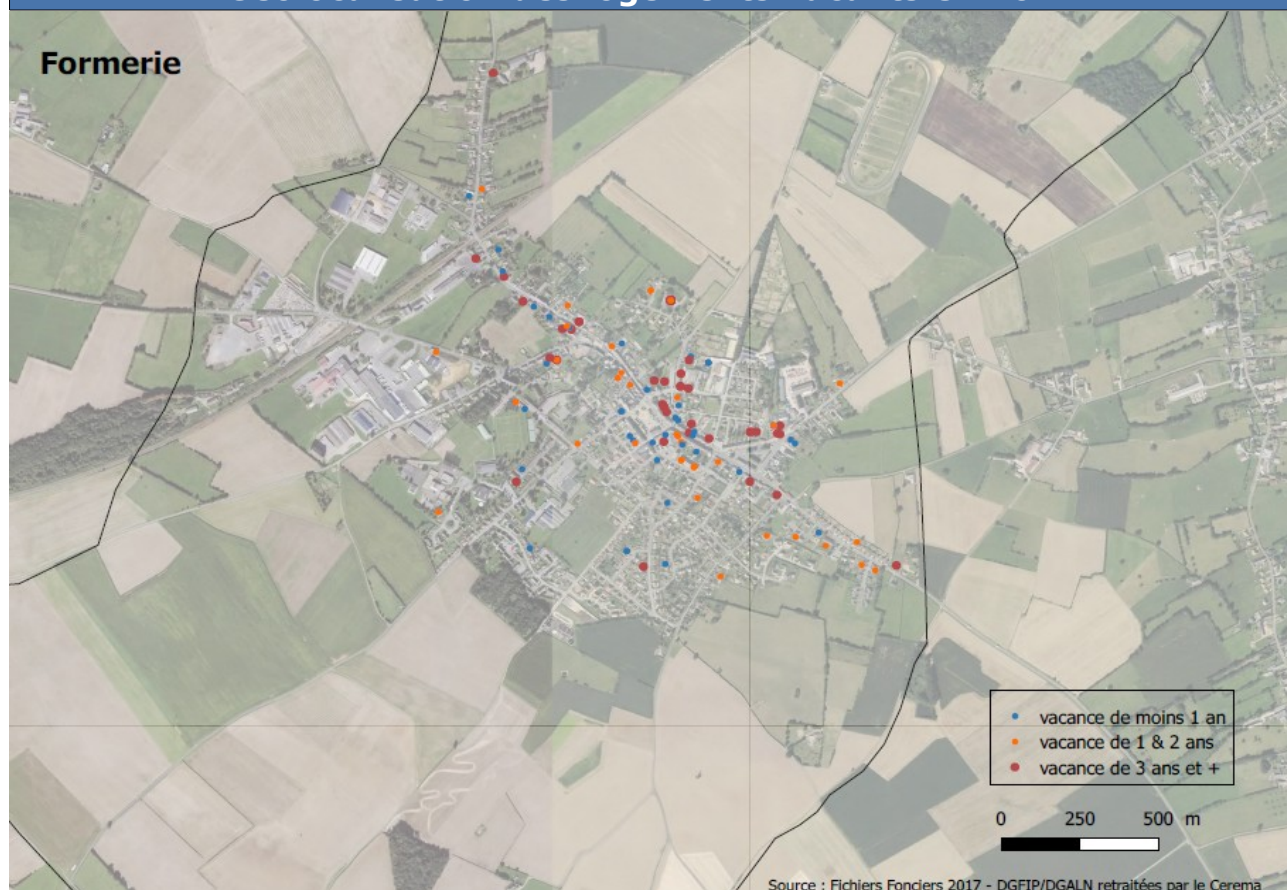 Formerie
vacance de moins 1 an
vacance de 1 & 2 ans
vacance de 3 ans et +
0 250 500 m
Source : Fichiers Fonciers 2017 - DGFIP/DGALN retraitées par le Cerema